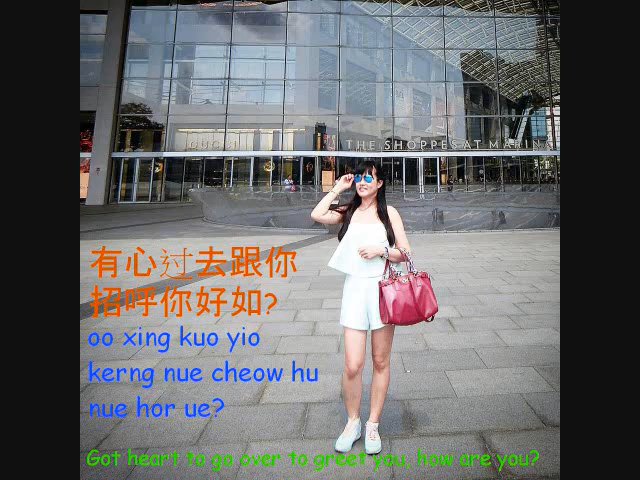 GUCCI
THE SHOPPES AT MARINA
有心过去跟你
招呼你好如?
oo xing kuo yio
kerng nue cheow hu
nue hor ue?
Got heart to go over to greet you, how are you?